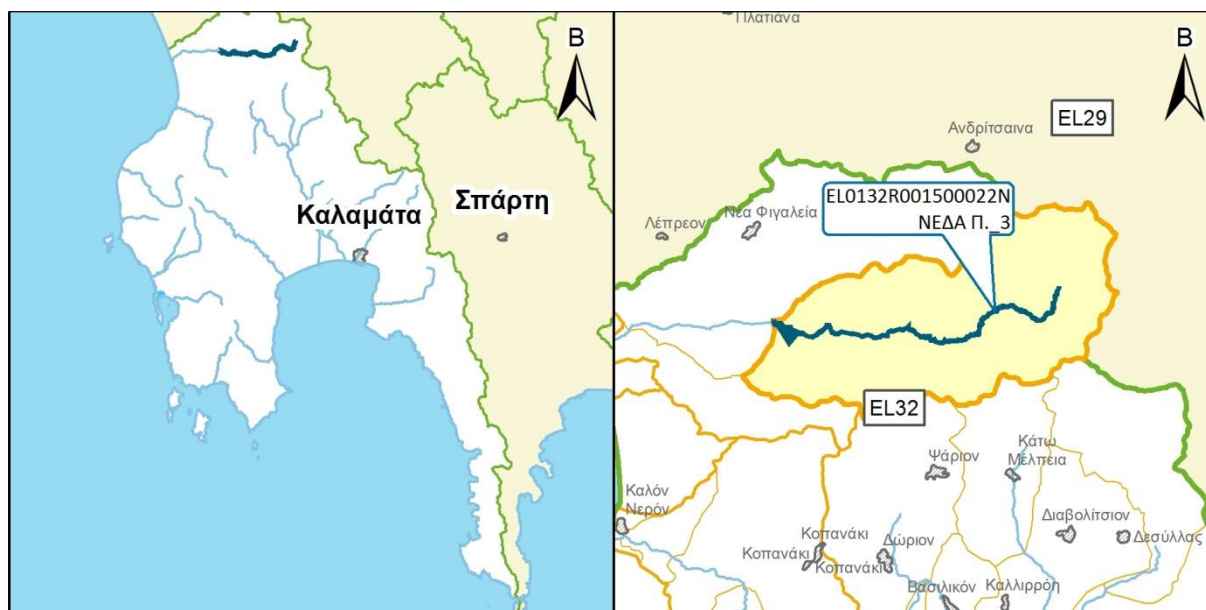 Β
Καλαμάτα
Σπάρτη
Πλατιάνα
Β
EL29
Ανδρίτσαινα
EL0132R001500022N
ΝΕΔΑ Π._3
Λέπρεον
Νέα Φιγαλεία
EL32
Ψάριον
Κάτω
Μέλπεια
Καλόν
Νερόν
Κοπανάκι
Κοπανάκι
Κοπανάκι
Δώριον
Διαβολίτσιον
Δεσύλλας
Βασιλικόν
Καλλιρρόη